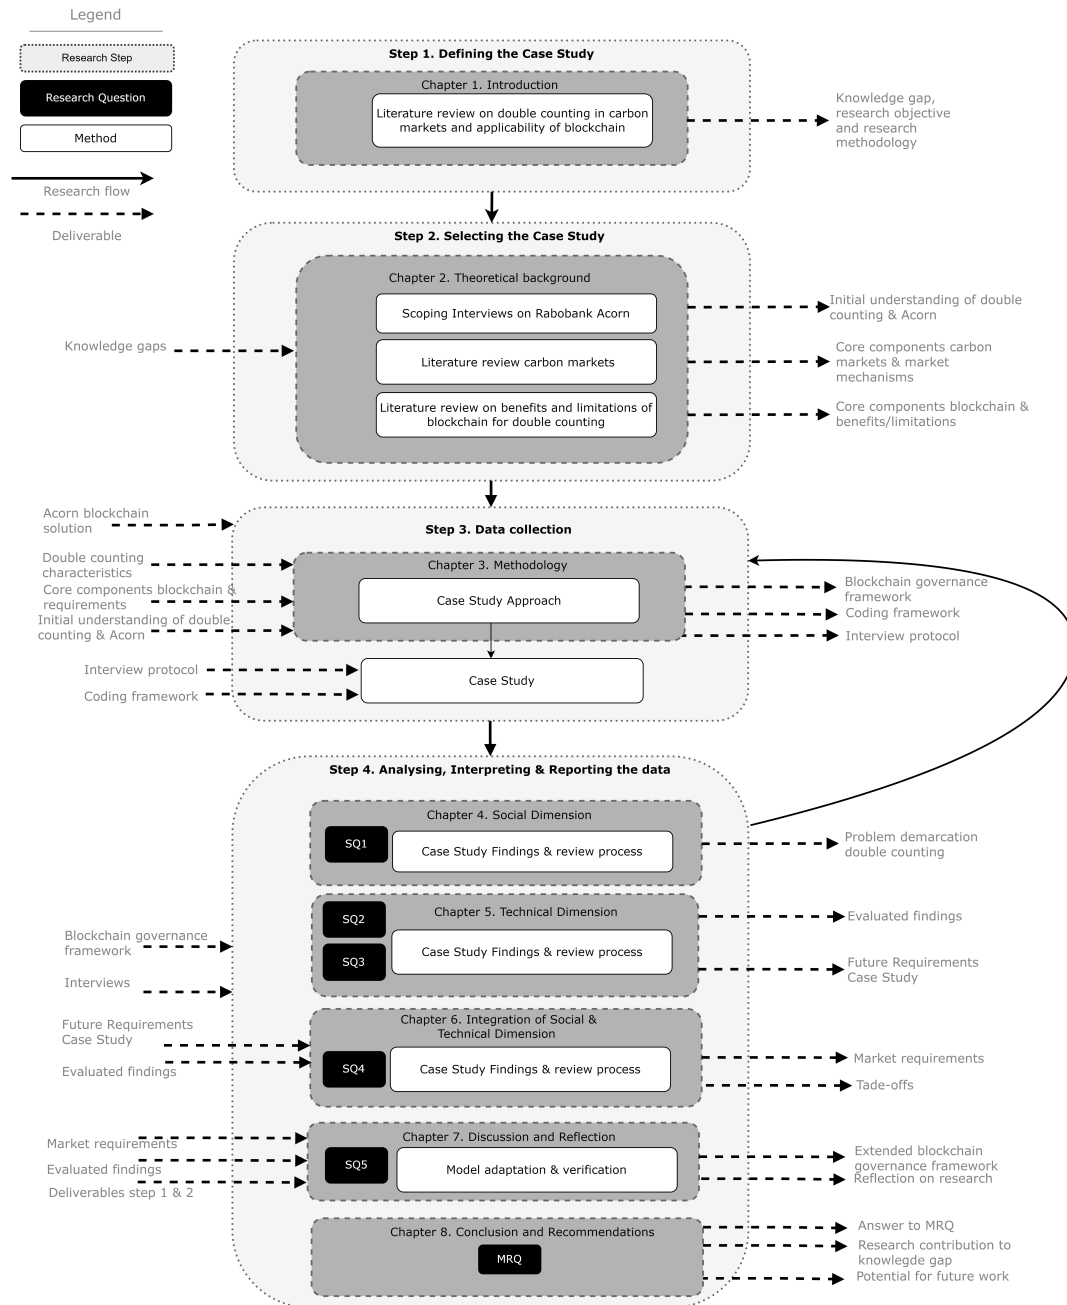 Legend
Research Step
Research Question
Method
Research flow
Deliverable
Step 1. Defining the Case Study
Chapter 1. Introduction
Literature review on double counting in carbon
markets and applicability of blockchain
Knowledge gap,
research objective
and research
methodology
Step 2. Selecting the Case Study
Chapter 2. Theoretical background
Scoping Interviews on Rabobank Acorn
Literature review carbon markets
Literature review on benefits and limitations of
blockchain for double counting
Knowledge gaps
Initial understanding of double
counting & Acorn
Core components carbon
markets & market
mechanisms
Core components blockchain &
benefits/limitations
Step 3. Data collection
Chapter 3. Methodology
Case Study Approach
Case Study
Acorn blockchain
solution
Double counting
characteristics
Core components blockchain &
requirements
Initial understanding of double
counting & Acorn
Interview protocol
Coding framework
Blockchain governance
framework
Coding framework
Interview protocol
Step 4. Analysing, Interpreting & Reporting the data
Chapter 4. Social Dimension
SQ1
Case Study Findings & review process
Problem demarcation
double counting
Chapter 5. Technical Dimension
SQ2
SQ3
Case Study Findings & review process
Evaluated findings
Future Requirements
Case Study
Blockchain governance
framework
Interviews
Chapter 6. Integration of Social &
Technical Dimension
SQ4
Case Study Findings & review process
Future Requirements
Case Study
Evaluated findings
Market requirements
Tade-offs
Chapter 7. Discussion and Reflection
SQ5
Model adaptation & verification
Market requirements
Evaluated findings
Deliverables step 1 & 2
Extended blockchain
governance framework
Reflection on research
Chapter 8. Conclusion and Recommendations
MRQ
Answer to MRQ
Research contribution to
knowlegde gap
Potential for future work